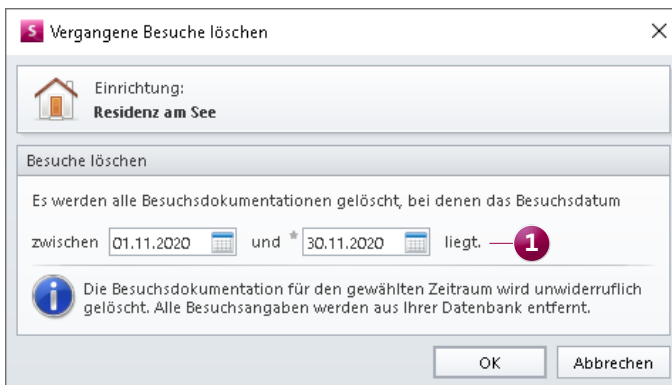 S Vergangene Besuche löschen
Einrichtung:
Residenz am See
Besuche löschen
Es werden alle Besuchsdokumentationen gelöscht, bei denen das Besuchsdatum
zwischen 01.11.2020 und * 30.11.2020 liegt. 1
Die Besuchsdokumentation für den gewählten Zeitraum wird unwiderruflich
gelöscht. Alle Besuchsangaben werden aus Ihrer Datenbank entfernt.
OK Abbrechen